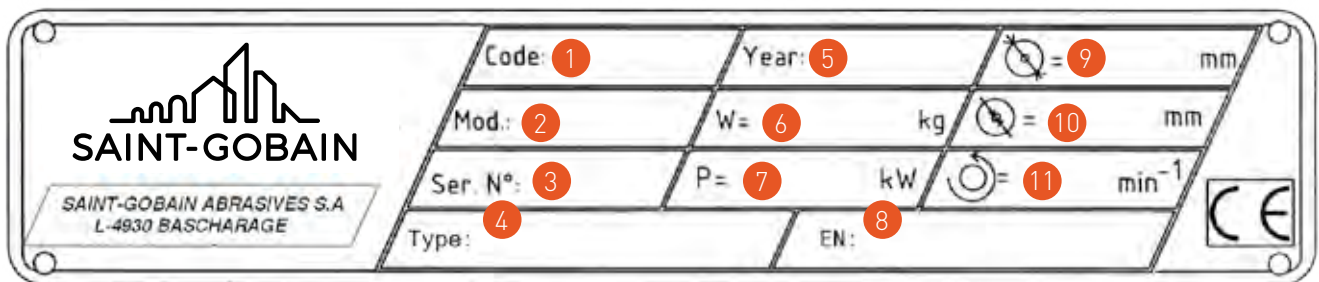 SAINT-GOBAIN
SAINT-GOBAIN ABRASIVES S.A
L-4930 BASCHARAGE
Code: 1
Year: 5
= 9 mm
Mod.: 2
W= 6 kg
= 10 mm
Ser. N°: 3
P= 7 kW
= 11 min⁻¹
4
Type:
8
EN:
CE